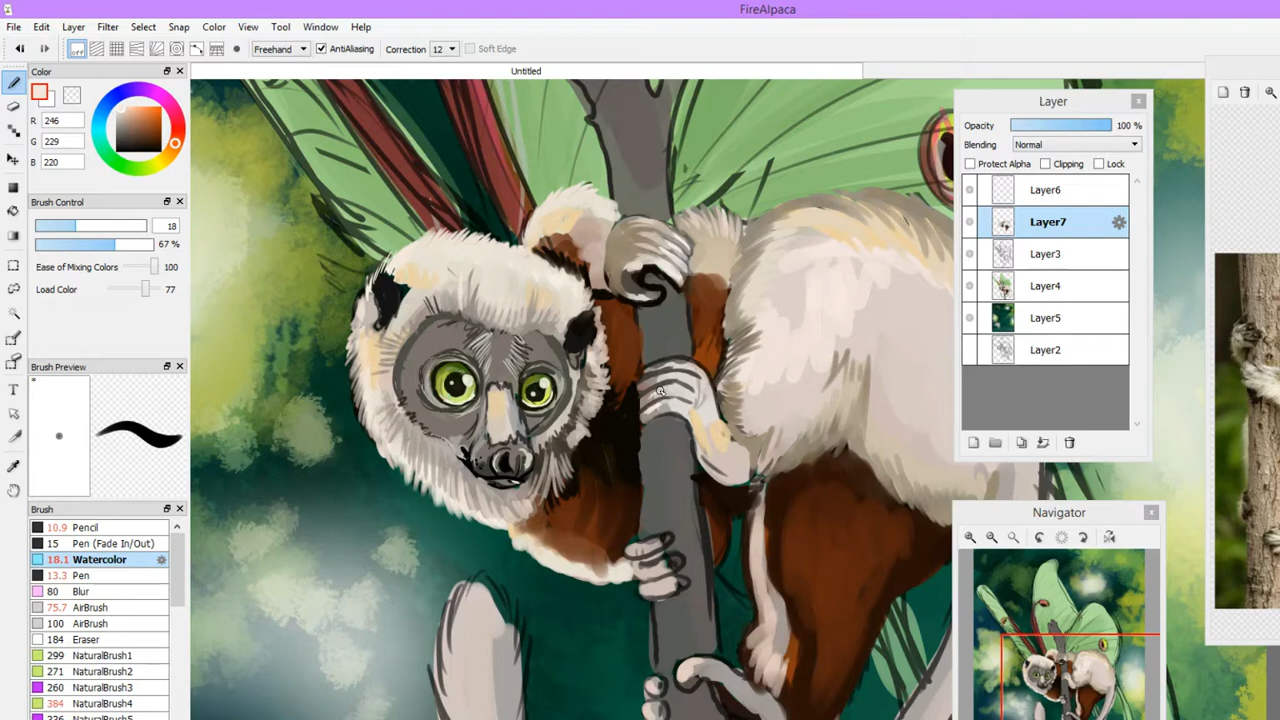 FireAlpaca
File Edit Layer Filter Select Snap Color View Tool Window Help
off Freehand AntiAliasing Correction 12 Soft Edge
Color
Untitled
R 246
G 229
B 220
Brush Control
18
67 %
Ease of Mixing Colors 100
Load Color 77
Brush Preview
*
Brush
10.9 Pencil
15 Pen (Fade In/Out)
18.1 Watercolor
13.3 Pen
80 Blur
75.7 AirBrush
100 AirBrush
184 Eraser
299 NaturalBrush1
271 NaturalBrush2
260 NaturalBrush3
384 NaturalBrush4
336 NaturalBrush5
Layer
Opacity 100 %
Blending Normal
Protect Alpha Clipping Lock
Layer6
Layer7
Layer3
Layer4
Layer5
Layer2
Navigator